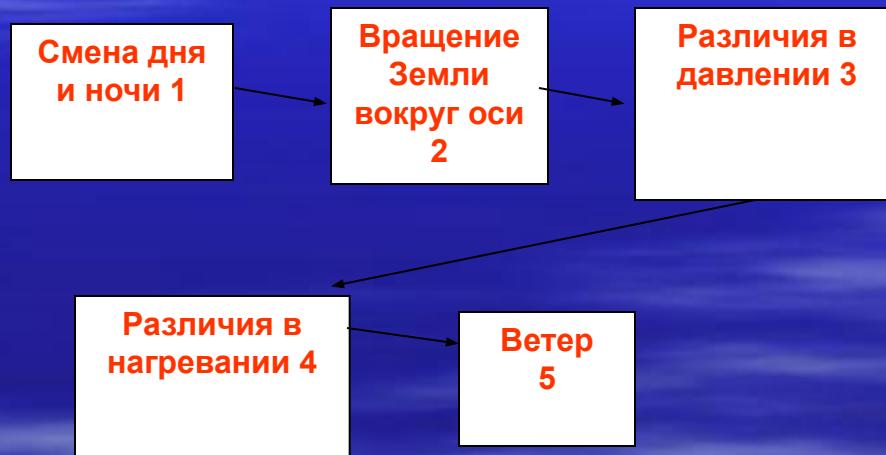 Смена дня
и ночи 1
Вращение
Земли
вокруг оси
2
Различия в
давлении 3
Различия в
нагревании 4
Ветер
5